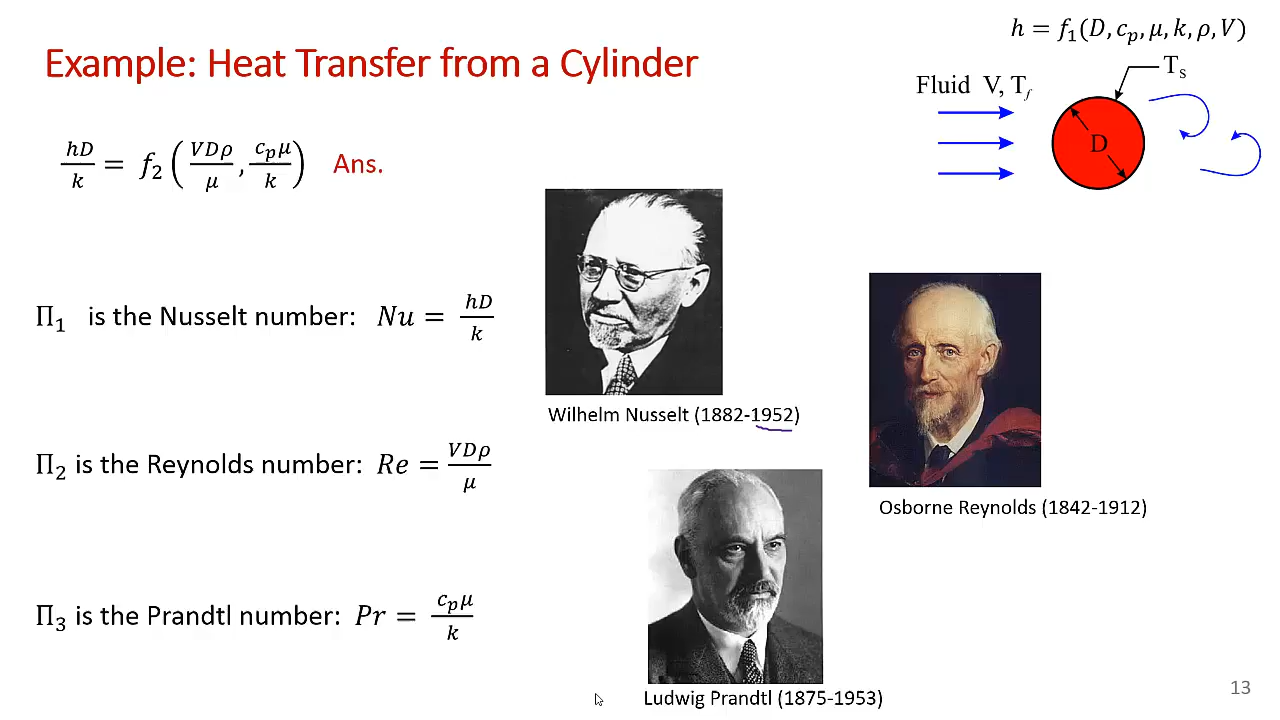 h = f₁(D, cₚ, μ, k, ρ, V)
Example: Heat Transfer from a Cylinder
Fluid V, T_f
Tₛ
D
hD/k = f₂(VDρ/μ, cₚμ/k) Ans.
Π₁ is the Nusselt number: Nu = hD/k
Wilhelm Nusselt (1882-1952)
Π₂ is the Reynolds number: Re = VDρ/μ
Osborne Reynolds (1842-1912)
Π₃ is the Prandtl number: Pr = cₚμ/k
Ludwig Prandtl (1875-1953)
13